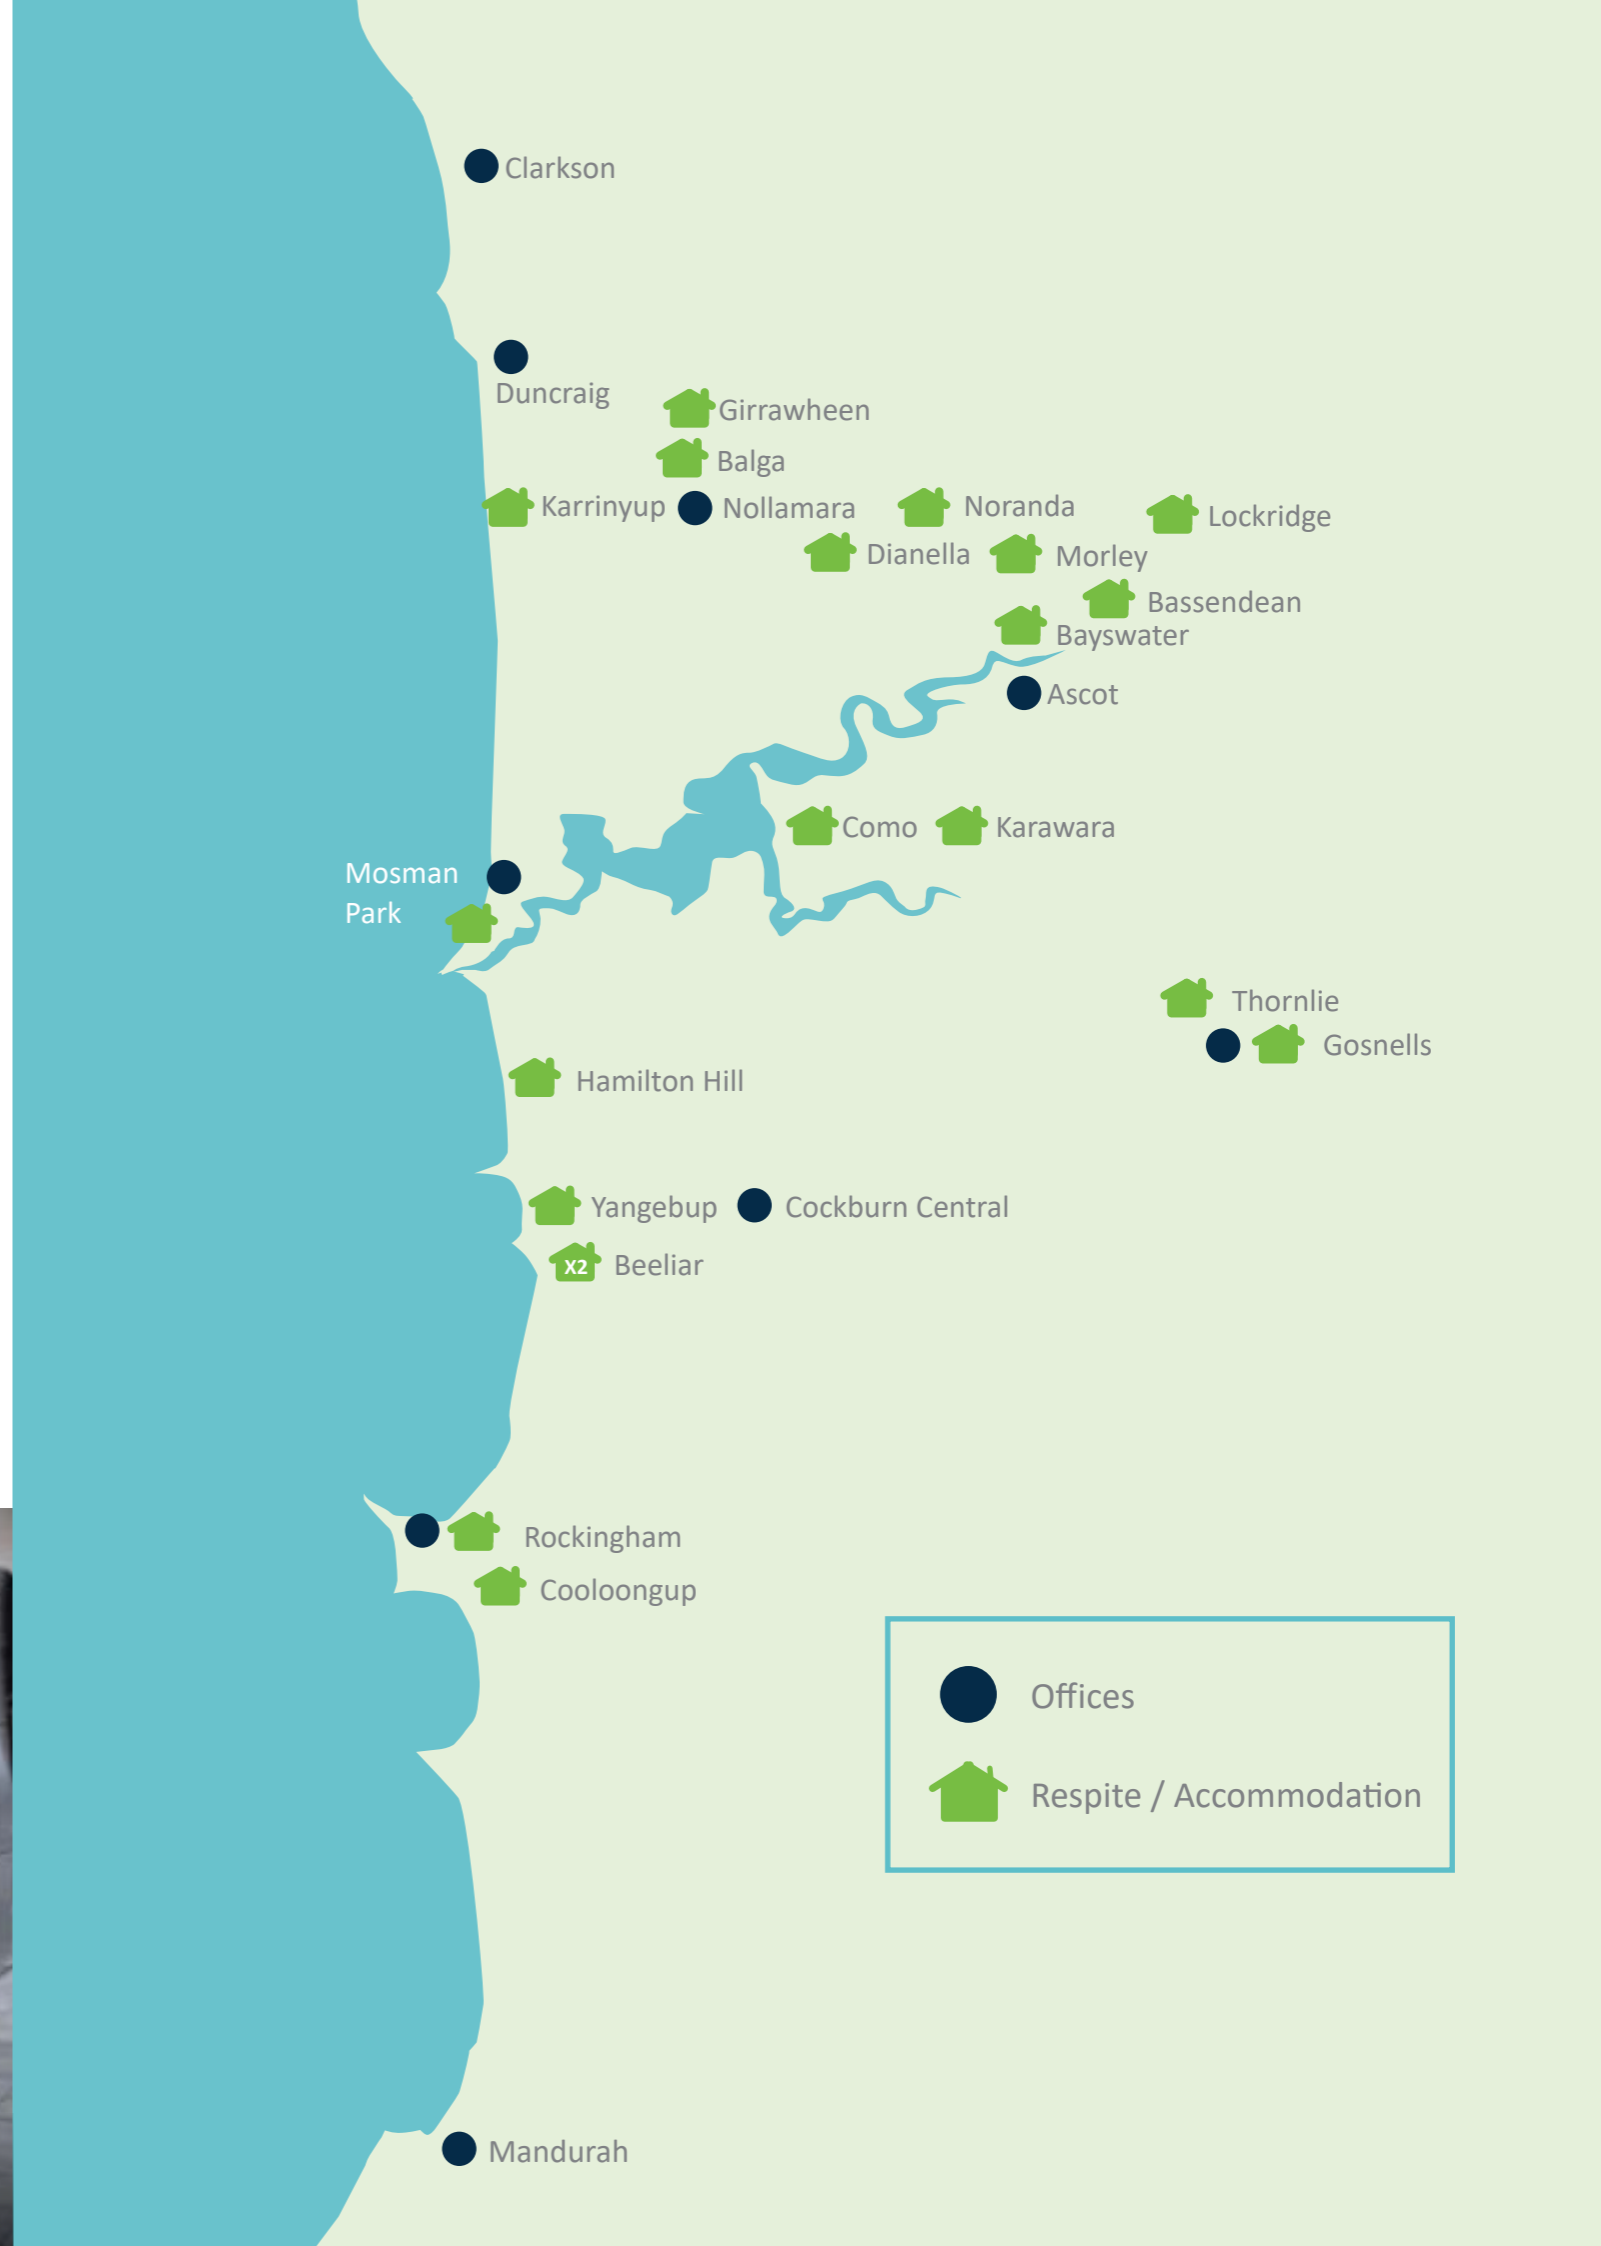 Clarkson
Duncraig
Girrawheen
Balga
Karrinyup
Nollamara
Noranda
Lockridge
Dianella
Morley
Bassendean
Bayswater
Ascot
Como
Karawara
Mosman
Park
Thornlie
Gosnells
Hamilton Hill
Yangebup
Cockburn Central
X2
Beeliar
Rockingham
Cooloongup
Offices
Respite / Accommodation
Mandurah